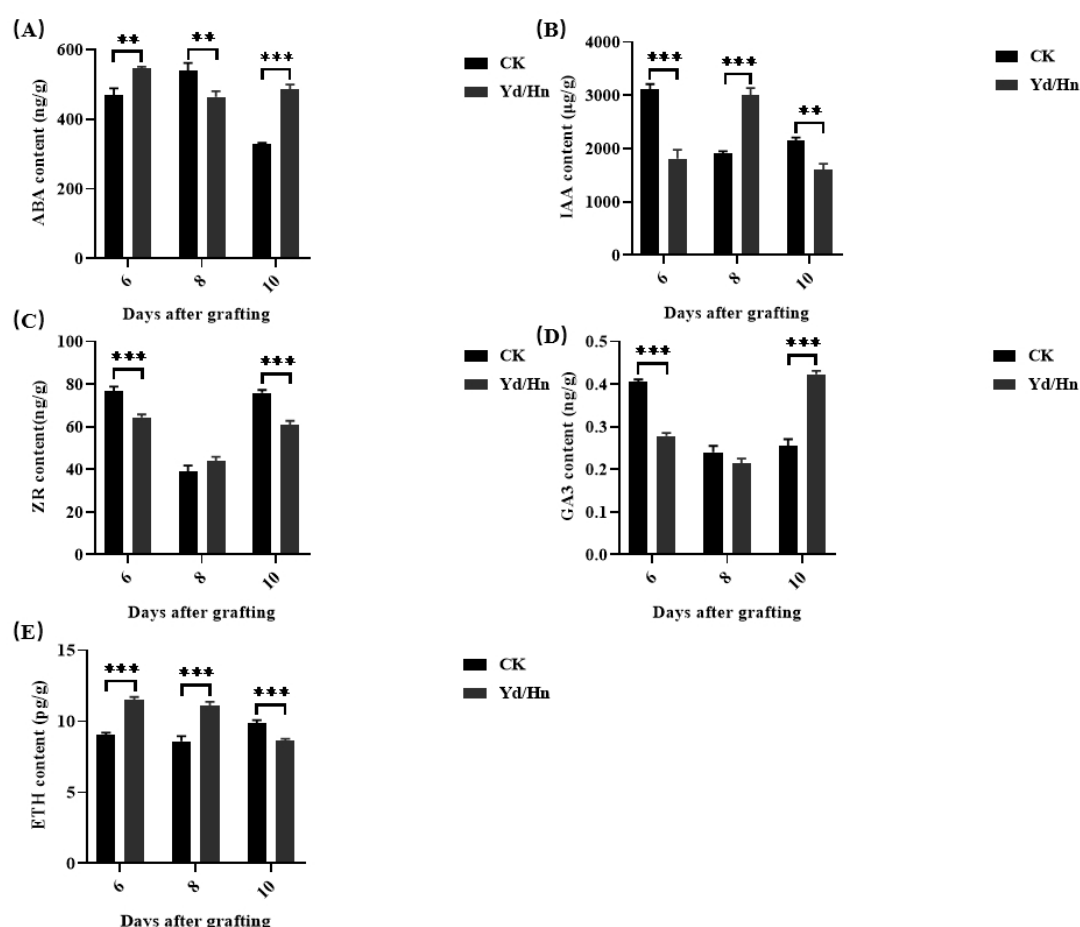 (A)
ABA content (ng/g)
600
400
200
0
** ** ***
6 8 10
Days after grafting
CK
Yd/Hn
(B)
IAA content (μg/g)
4000
3000
2000
1000
0
*** *** **
6 8 10
Days after grafting
CK
Yd/Hn
(C)
ZR content(ng/g)
100
80
60
40
20
0
*** ***
6 8 10
Days after grafting
CK
Yd/Hn
(D)
GA3 content (ng/g)
0.5
0.4
0.3
0.2
0.1
0.0
*** ***
6 8 10
Days after grafting
CK
Yd/Hn
(E)
ETH content (pg/g)
15
10
5
0
*** *** ***
6 8 10
Days after grafting
CK
Yd/Hn